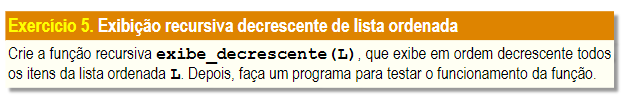 Exercício 5. Exibição recursiva decrescente de lista ordenada
Crie a função recursiva exibe_decrescente(L), que exibe em ordem decrescente todos
os itens da lista ordenada L. Depois, faça um programa para testar o funcionamento da função.